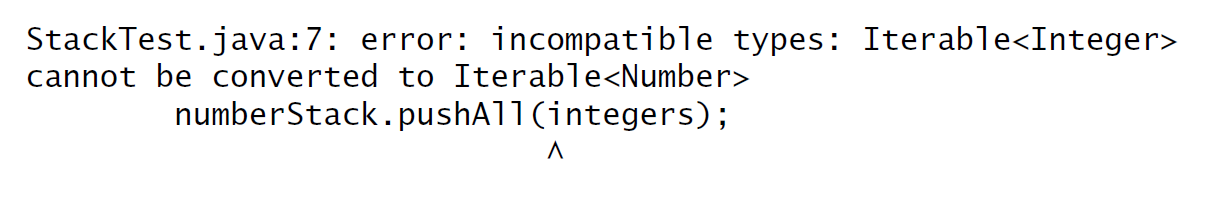 StackTest.java:7: error: incompatible types: Iterable<Integer>
cannot be converted to Iterable<Number>
        numberStack.pushAll(integers);
                            ^